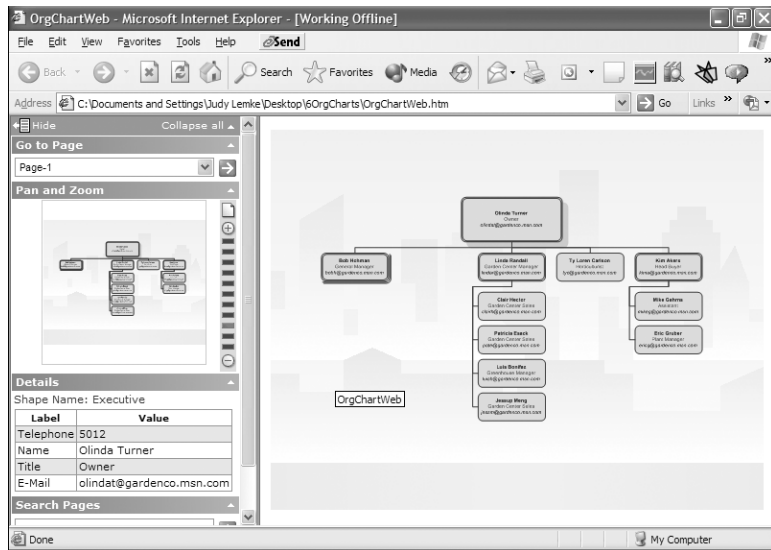 OrgChartWeb - Microsoft Internet Explorer - [Working Offline]
File Edit View Favorites Tools Help Send
Back Search Favorites Media
Address C:\Documents and Settings\Judy Lemke\Desktop\6OrgCharts\OrgChartWeb.htm Go Links
Hide Collapse all
Go to Page
Page-1
Pan and Zoom
Details
Shape Name: Executive
Label Value
Telephone 5012
Name Olinda Turner
Title Owner
E-Mail olindat@gardenco.msn.com
Search Pages
Olinda Turner
Owner
olindat@gardenco.msn.com
Bob Hohman
General Manager
Linda Randall
Garden Center Manager
Ty Loren Carlson
Horticulturist
Kim Akers
Head Buyer
Clair Hector
Garden Center Sales
Mike Galos
Assistant
Patricia Esack
Garden Center Sales
Eric Gruber
Plant Manager
Luis Bonifaz
Greenhouse Manager
Jessup Meng
Garden Center Sales
OrgChartWeb
Done My Computer